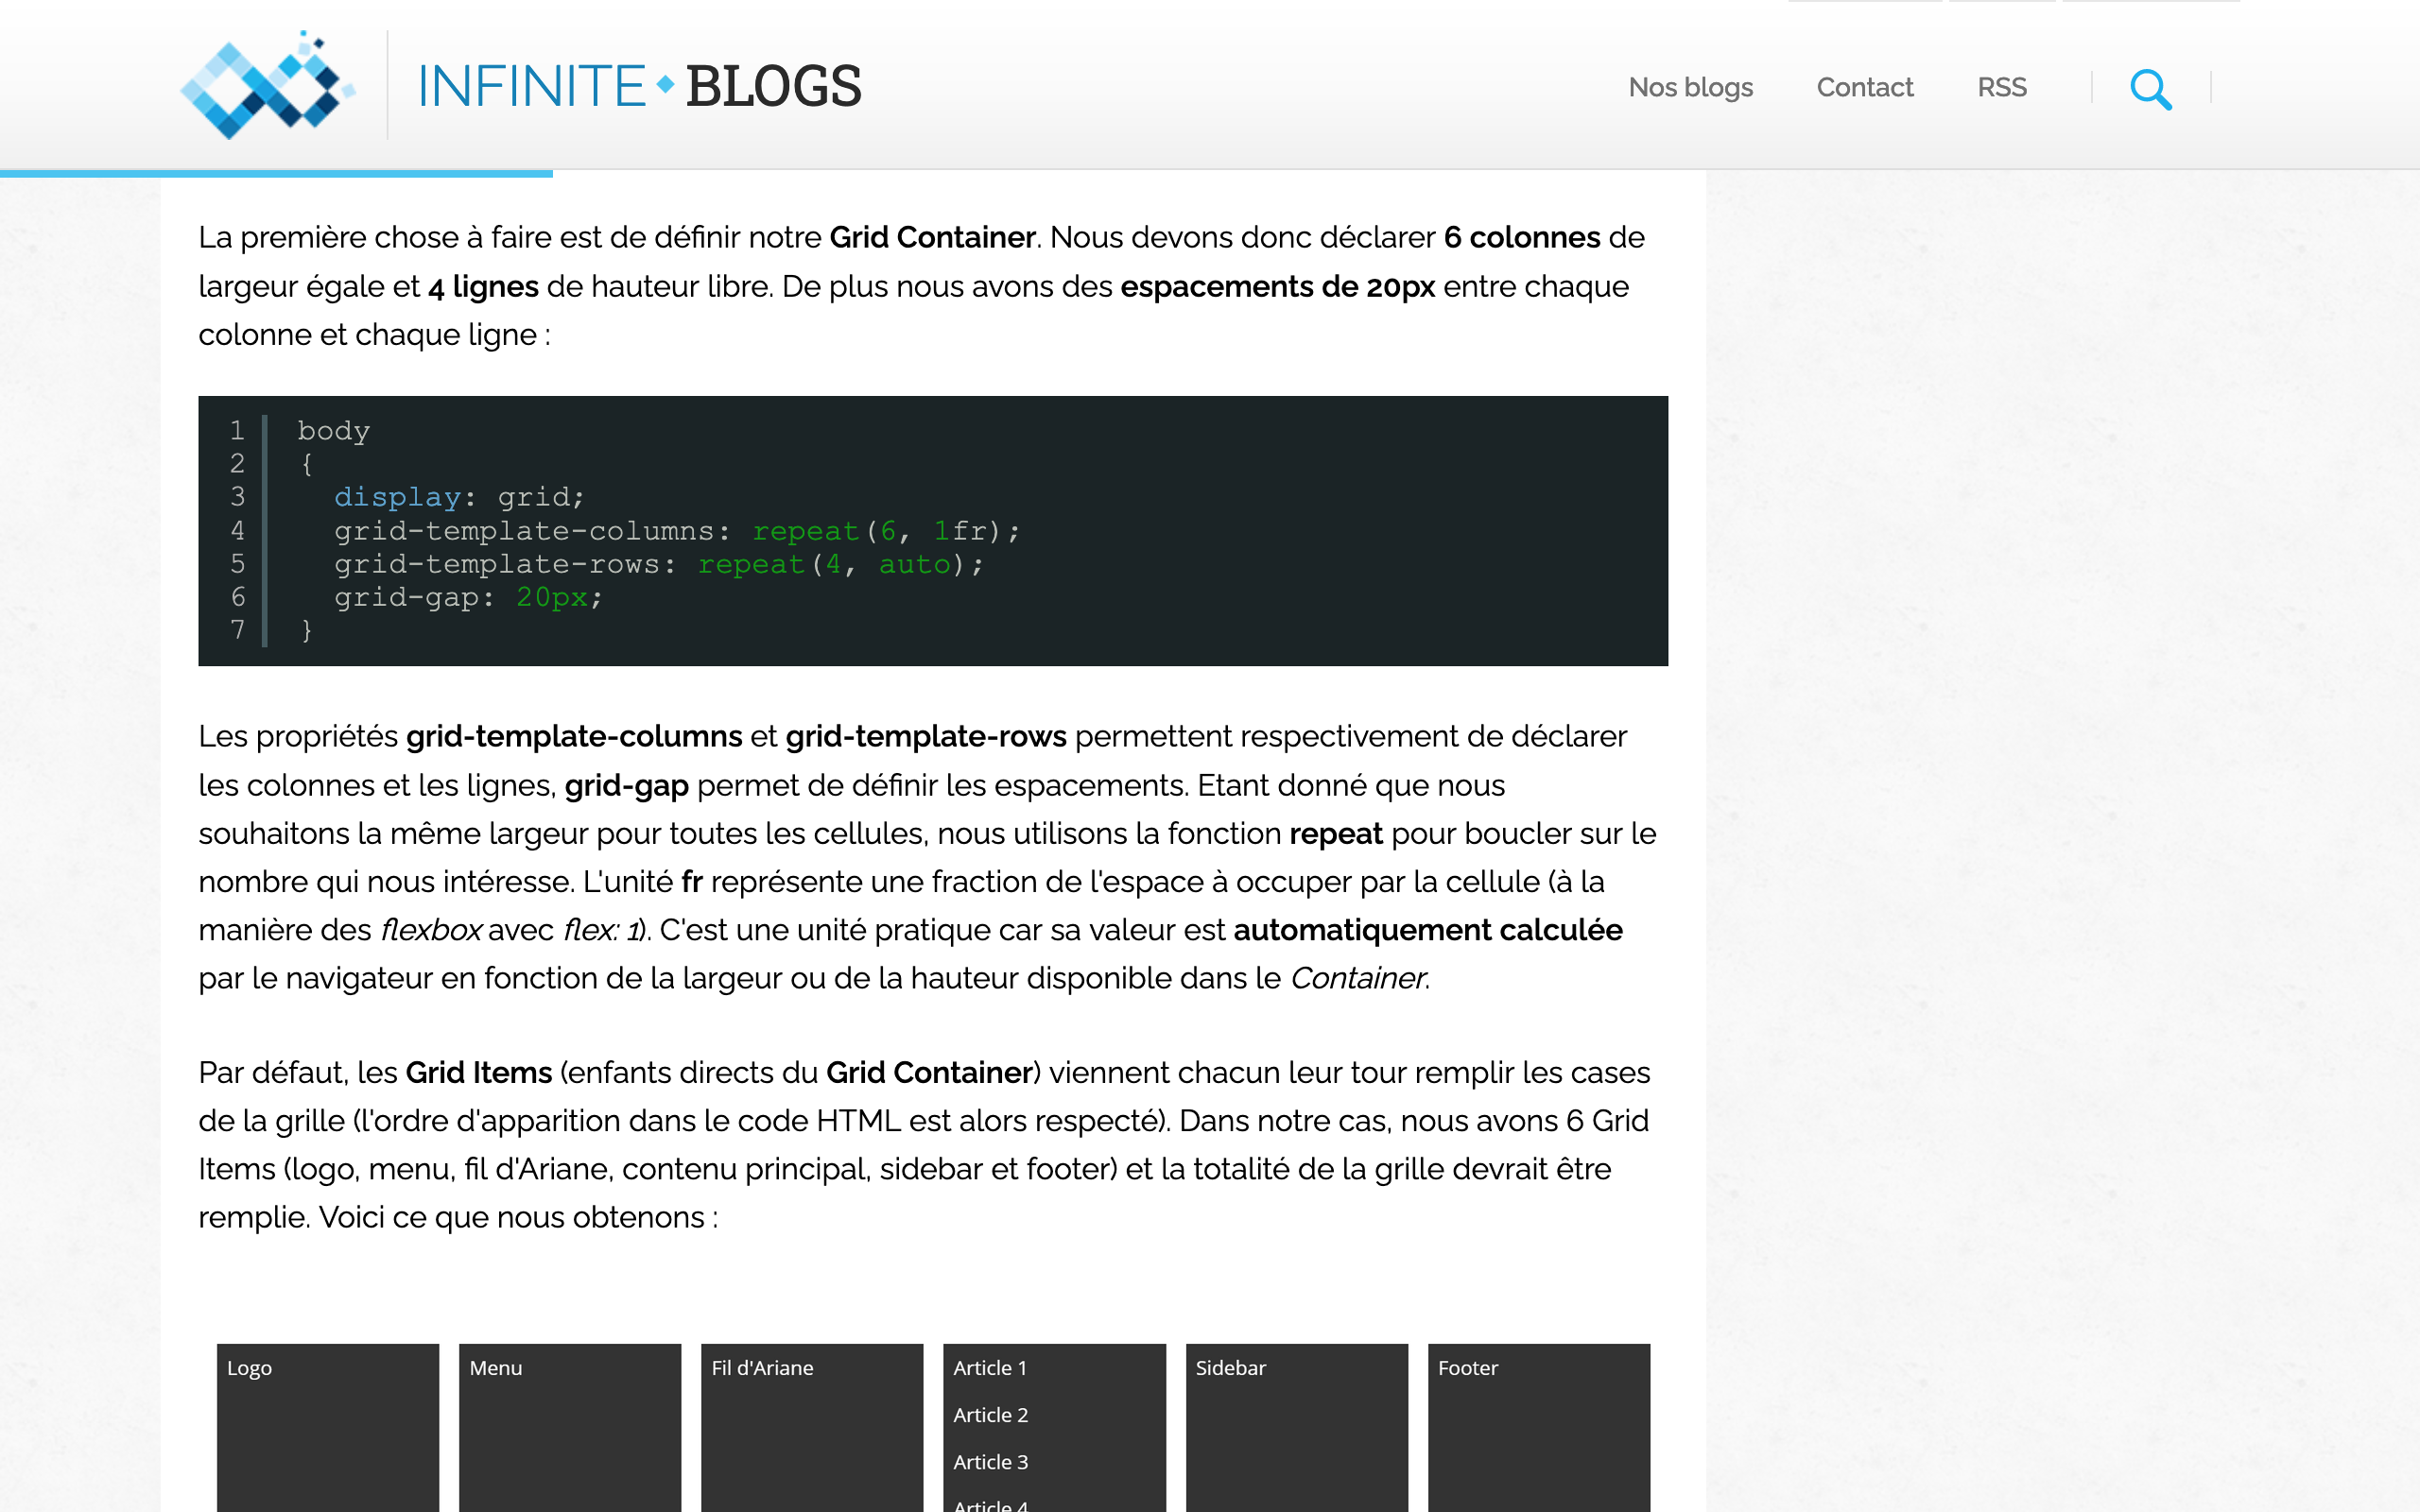 INFINITE BLOGS
Nos blogs
Contact
RSS
La première chose à faire est de définir notre Grid Container. Nous devons donc déclarer 6 colonnes de
largeur égale et 4 lignes de hauteur libre. De plus nous avons des espacements de 20px entre chaque
colonne et chaque ligne :
1 body
2 {
3 display: grid;
4 grid-template-columns: repeat(6, 1fr);
5 grid-template-rows: repeat(4, auto);
6 grid-gap: 20px;
7 }
Les propriétés grid-template-columns et grid-template-rows permettent respectivement de déclarer
les colonnes et les lignes, grid-gap permet de définir les espacements. Etant donné que nous
souhaitons la même largeur pour toutes les cellules, nous utilisons la fonction repeat pour boucler sur le
nombre qui nous intéresse. L'unité fr représente une fraction de l'espace à occuper par la cellule (à la
manière des flexbox avec flex: 1). C'est une unité pratique car sa valeur est automatiquement calculée
par le navigateur en fonction de la largeur ou de la hauteur disponible dans le Container.
Par défaut, les Grid Items (enfants directs du Grid Container) viennent chacun leur tour remplir les cases
de la grille (l'ordre d'apparition dans le code HTML est alors respecté). Dans notre cas, nous avons 6 Grid
Items (logo, menu, fil d'Ariane, contenu principal, sidebar et footer) et la totalité de la grille devrait être
remplie. Voici ce que nous obtenons :
Logo
Menu
Fil d'Ariane
Article 1
Article 2
Article 3
Article 4
Sidebar
Footer